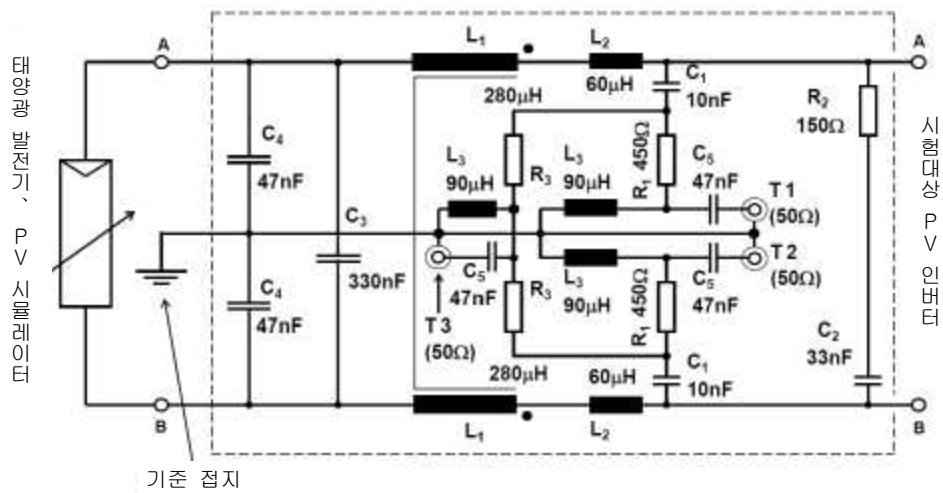 태양광 발전기、 PV 시뮬레이터
A
L₁
L₂
A
280μH
60μH
C₁
10nF
R₂
150Ω
C₄
47nF
L₃
90μH
R₃
L₃
90μH
R₁ 450Ω
C₅
47nF
T1
(50Ω)
C₃
330nF
T2
(50Ω)
C₅
47nF
T3
(50Ω)
R₃
L₃
90μH
R₁ 450Ω
C₅
47nF
C₄
47nF
C₂
33nF
280μH
60μH
C₁
10nF
B
L₁
L₂
B
시험대상 PV 인버터
기준 접지